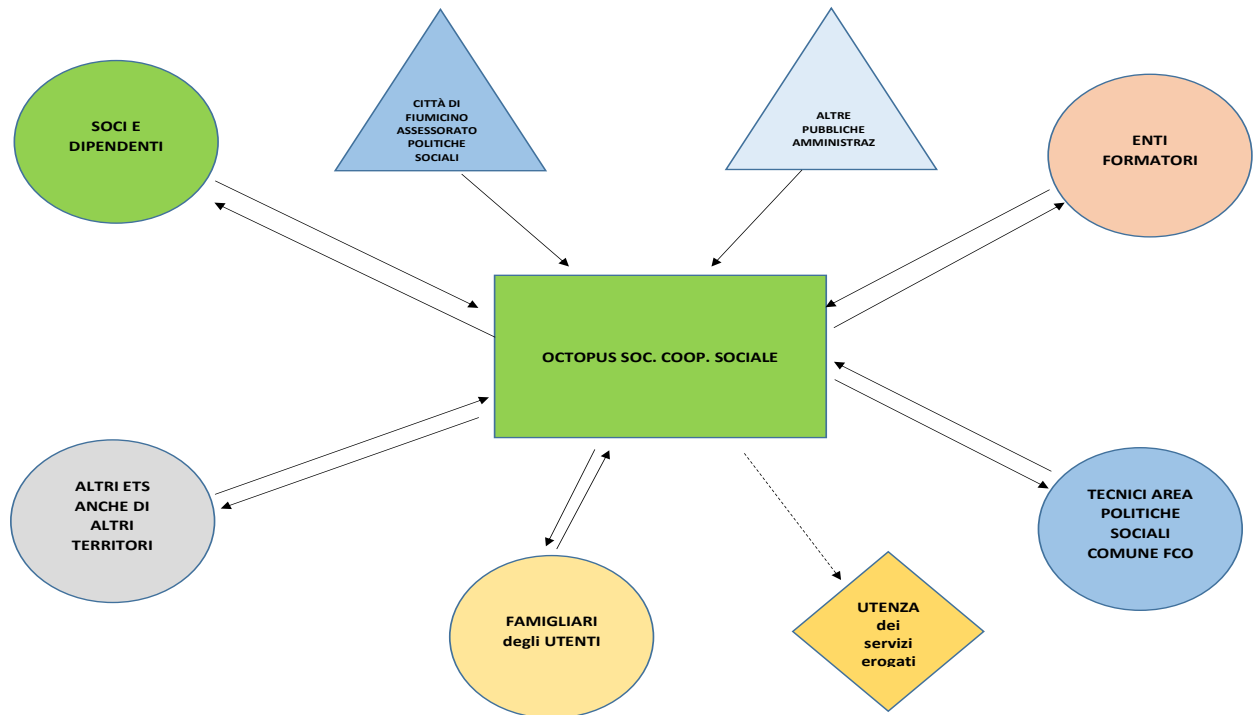 CITTÀ DI
FIUMICINO
ASSESSORATO
POLITICHE
SOCIALI
ALTRE
PUBBLICHE
AMMINISTRAZ
SOCI E
DIPENDENTI
ENTI
FORMATORI
OCTOPUS SOC. COOP. SOCIALE
ALTRI ETS
ANCHE DI
ALTRI
TERRITORI
TECNICI AREA
POLITICHE
SOCIALI
COMUNE FCO
FAMIGLIARI
degli UTENTI
UTENZA
dei
servizi
erogati